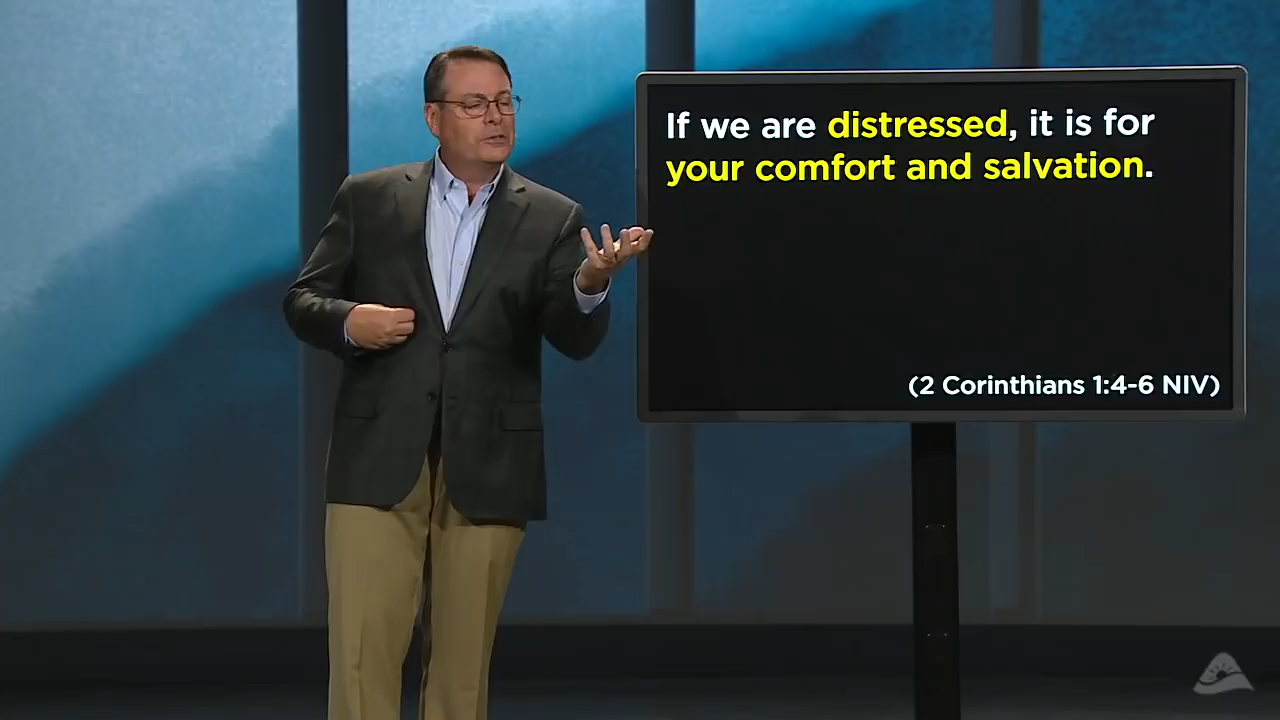 If we are distressed, it is for
your comfort and salvation.
(2 Corinthians 1:4-6 NIV)